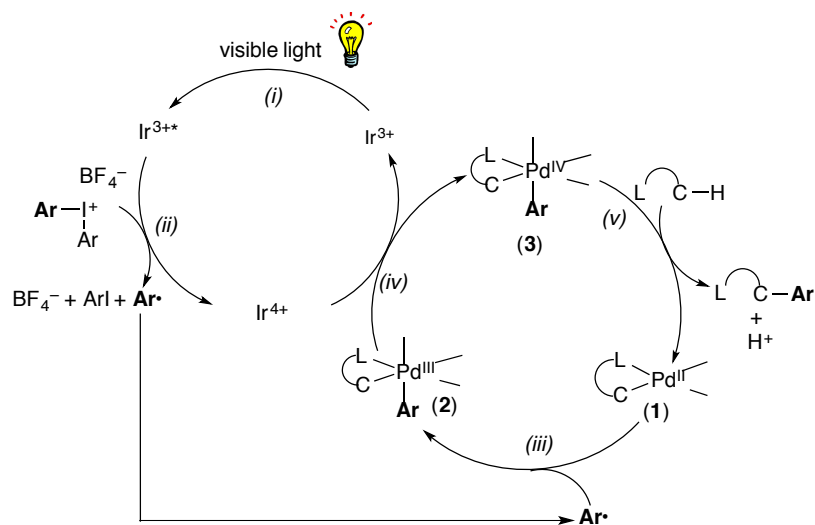 visible light
(i)
Ir³⁺*
Ir³⁺
BF₄⁻
Ar–I⁺
Ar
(ii)
BF₄⁻ + ArI + Ar•
Ir⁴⁺
(iv)
L
C
Pdᴵⱽ
Ar
(3)
(v)
L C–H
L C–Ar
+
H⁺
L
C
Pdᴵᴵᴵ
Ar
(2)
L
C
Pdᴵᴵ
(1)
(iii)
Ar•